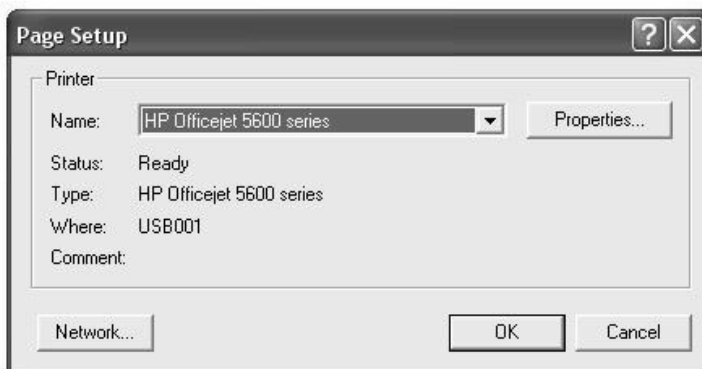 Page Setup
Printer
Name: HP Officejet 5600 series Properties...
Status: Ready
Type: HP Officejet 5600 series
Where: USB001
Comment:
Network... OK Cancel